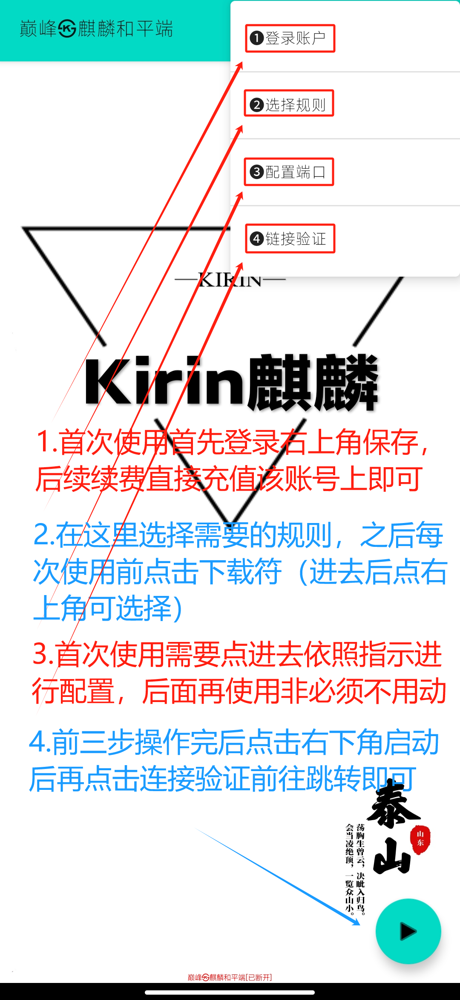 巅峰K麒麟和平端
❶登录账户
❷选择规则
❸配置端口
❹链接验证
—KIRIN—
Kirin麒麟
1.首次使用首先登录右上角保存，
后续续费直接充值该账号上即可
2.在这里选择需要的规则，之后每
次使用前点击下载符（进去后点右
上角可选择）
3.首次使用需要点进去依照指示进
行配置，后面再使用非必须不用动
4.前三步操作完后点击右下角启动
后再点击连接验证前往跳转即可
泰山
山东
荡胸生曾云，决眦入归鸟。
会当凌绝顶，一览众山小。
巅峰K麒麟和平端[已断开]